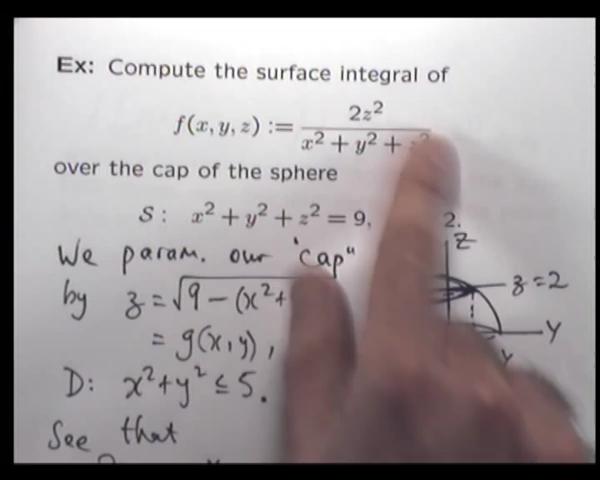 Ex: Compute the surface integral of
f(x, y, z) := 2z² / x² + y² +
over the cap of the sphere
S : x² + y² + z² = 9, 2.
We param. our "cap"
by z = √9 - (x² +
= g(x,y),
D: x² + y² ≤ 5.
See that
z
z = 2
y